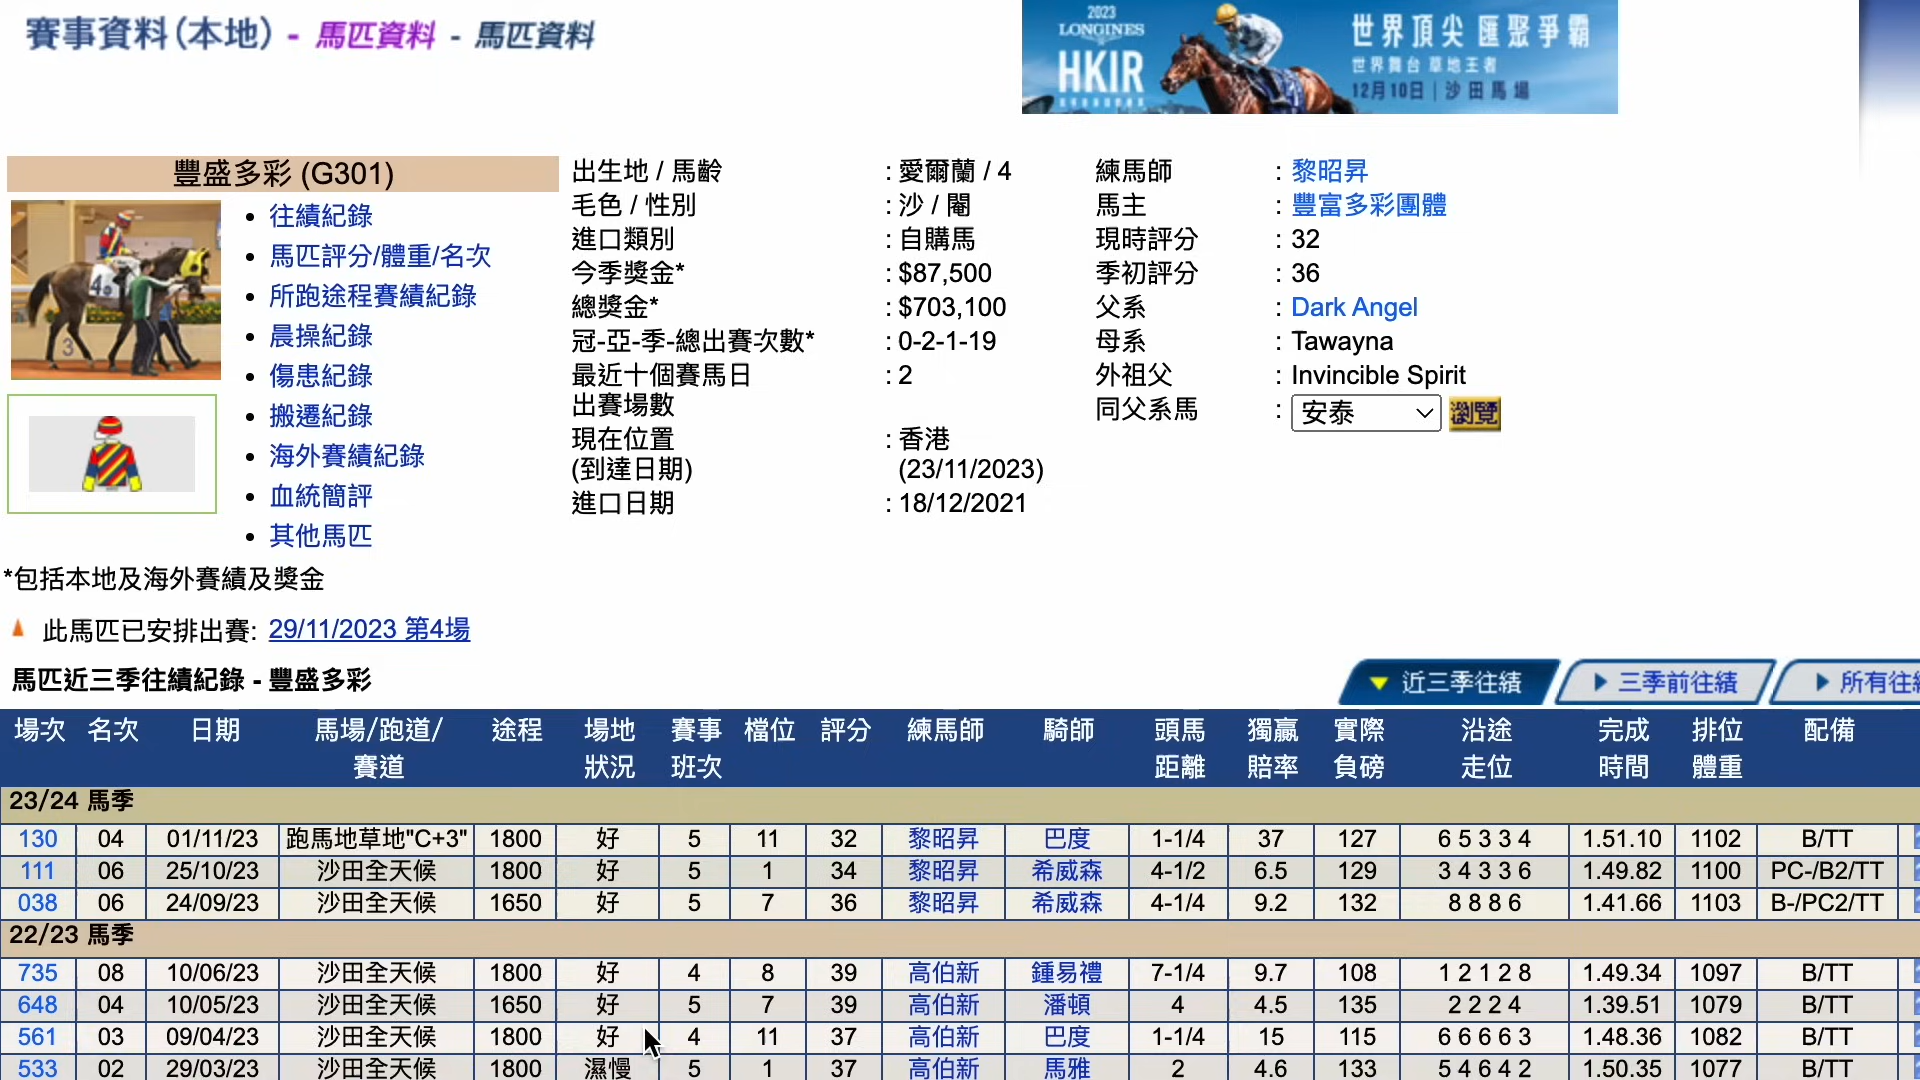 賽事資料(本地) - 馬匹資料 - 馬匹資料
2023
LONGINES
HKIR
世界頂尖 匯聚爭霸
世界舞台 草地王者
12月10日 | 沙田馬場
豐盛多彩 (G301)
往績紀錄
馬匹評分/體重/名次
所跑途程賽績紀錄
晨操紀錄
傷患紀錄
搬遷紀錄
海外賽績紀錄
血統簡評
其他馬匹
出生地 / 馬齡 : 愛爾蘭 / 4
毛色 / 性別 : 沙 / 閹
進口類別 : 自購馬
今季獎金* : $87,500
總獎金* : $703,100
冠-亞-季-總出賽次數* : 0-2-1-19
最近十個賽馬日 : 2
出賽場數
現在位置 : 香港
(到達日期) (23/11/2023)
進口日期 : 18/12/2021
練馬師 : 黎昭昇
馬主 : 豐富多彩團體
現時評分 : 32
季初評分 : 36
父系 : Dark Angel
母系 : Tawayna
外祖父 : Invincible Spirit
同父系馬 : 安泰 瀏覽
*包括本地及海外賽績及獎金
此馬匹已安排出賽: 29/11/2023 第4場
馬匹近三季往績紀錄 - 豐盛多彩
近三季往績 三季前往績 所有往績
場次 名次 日期 馬場/跑道/ 途程 場地 賽事 檔位 評分 練馬師 騎師 頭馬 獨贏 實際 沿途 完成 排位 配備
賽道 狀況 班次 距離 賠率 負磅 走位 時間 體重
23/24 馬季
130 04 01/11/23 跑馬地草地"C+3" 1800 好 5 11 32 黎昭昇 巴度 1-1/4 37 127 6 5 3 3 4 1.51.10 1102 B/TT
111 06 25/10/23 沙田全天候 1800 好 5 1 34 黎昭昇 希威森 4-1/2 6.5 129 3 4 3 3 6 1.49.82 1100 PC-/B2/TT
038 06 24/09/23 沙田全天候 1650 好 5 7 36 黎昭昇 希威森 4-1/4 9.2 132 8 8 8 6 1.41.66 1103 B-/PC2/TT
22/23 馬季
735 08 10/06/23 沙田全天候 1800 好 4 8 39 高伯新 鍾易禮 7-1/4 9.7 108 1 2 1 2 8 1.49.34 1097 B/TT
648 04 10/05/23 沙田全天候 1650 好 5 7 39 高伯新 潘頓 4 4.5 135 2 2 2 4 1.39.51 1079 B/TT
561 03 09/04/23 沙田全天候 1800 好 4 11 37 高伯新 巴度 1-1/4 15 115 6 6 6 6 3 1.48.36 1082 B/TT
533 02 29/03/23 沙田全天候 1800 濕慢 5 1 37 高伯新 馬雅 2 4.6 133 5 4 6 4 2 1.50.35 1077 B/TT